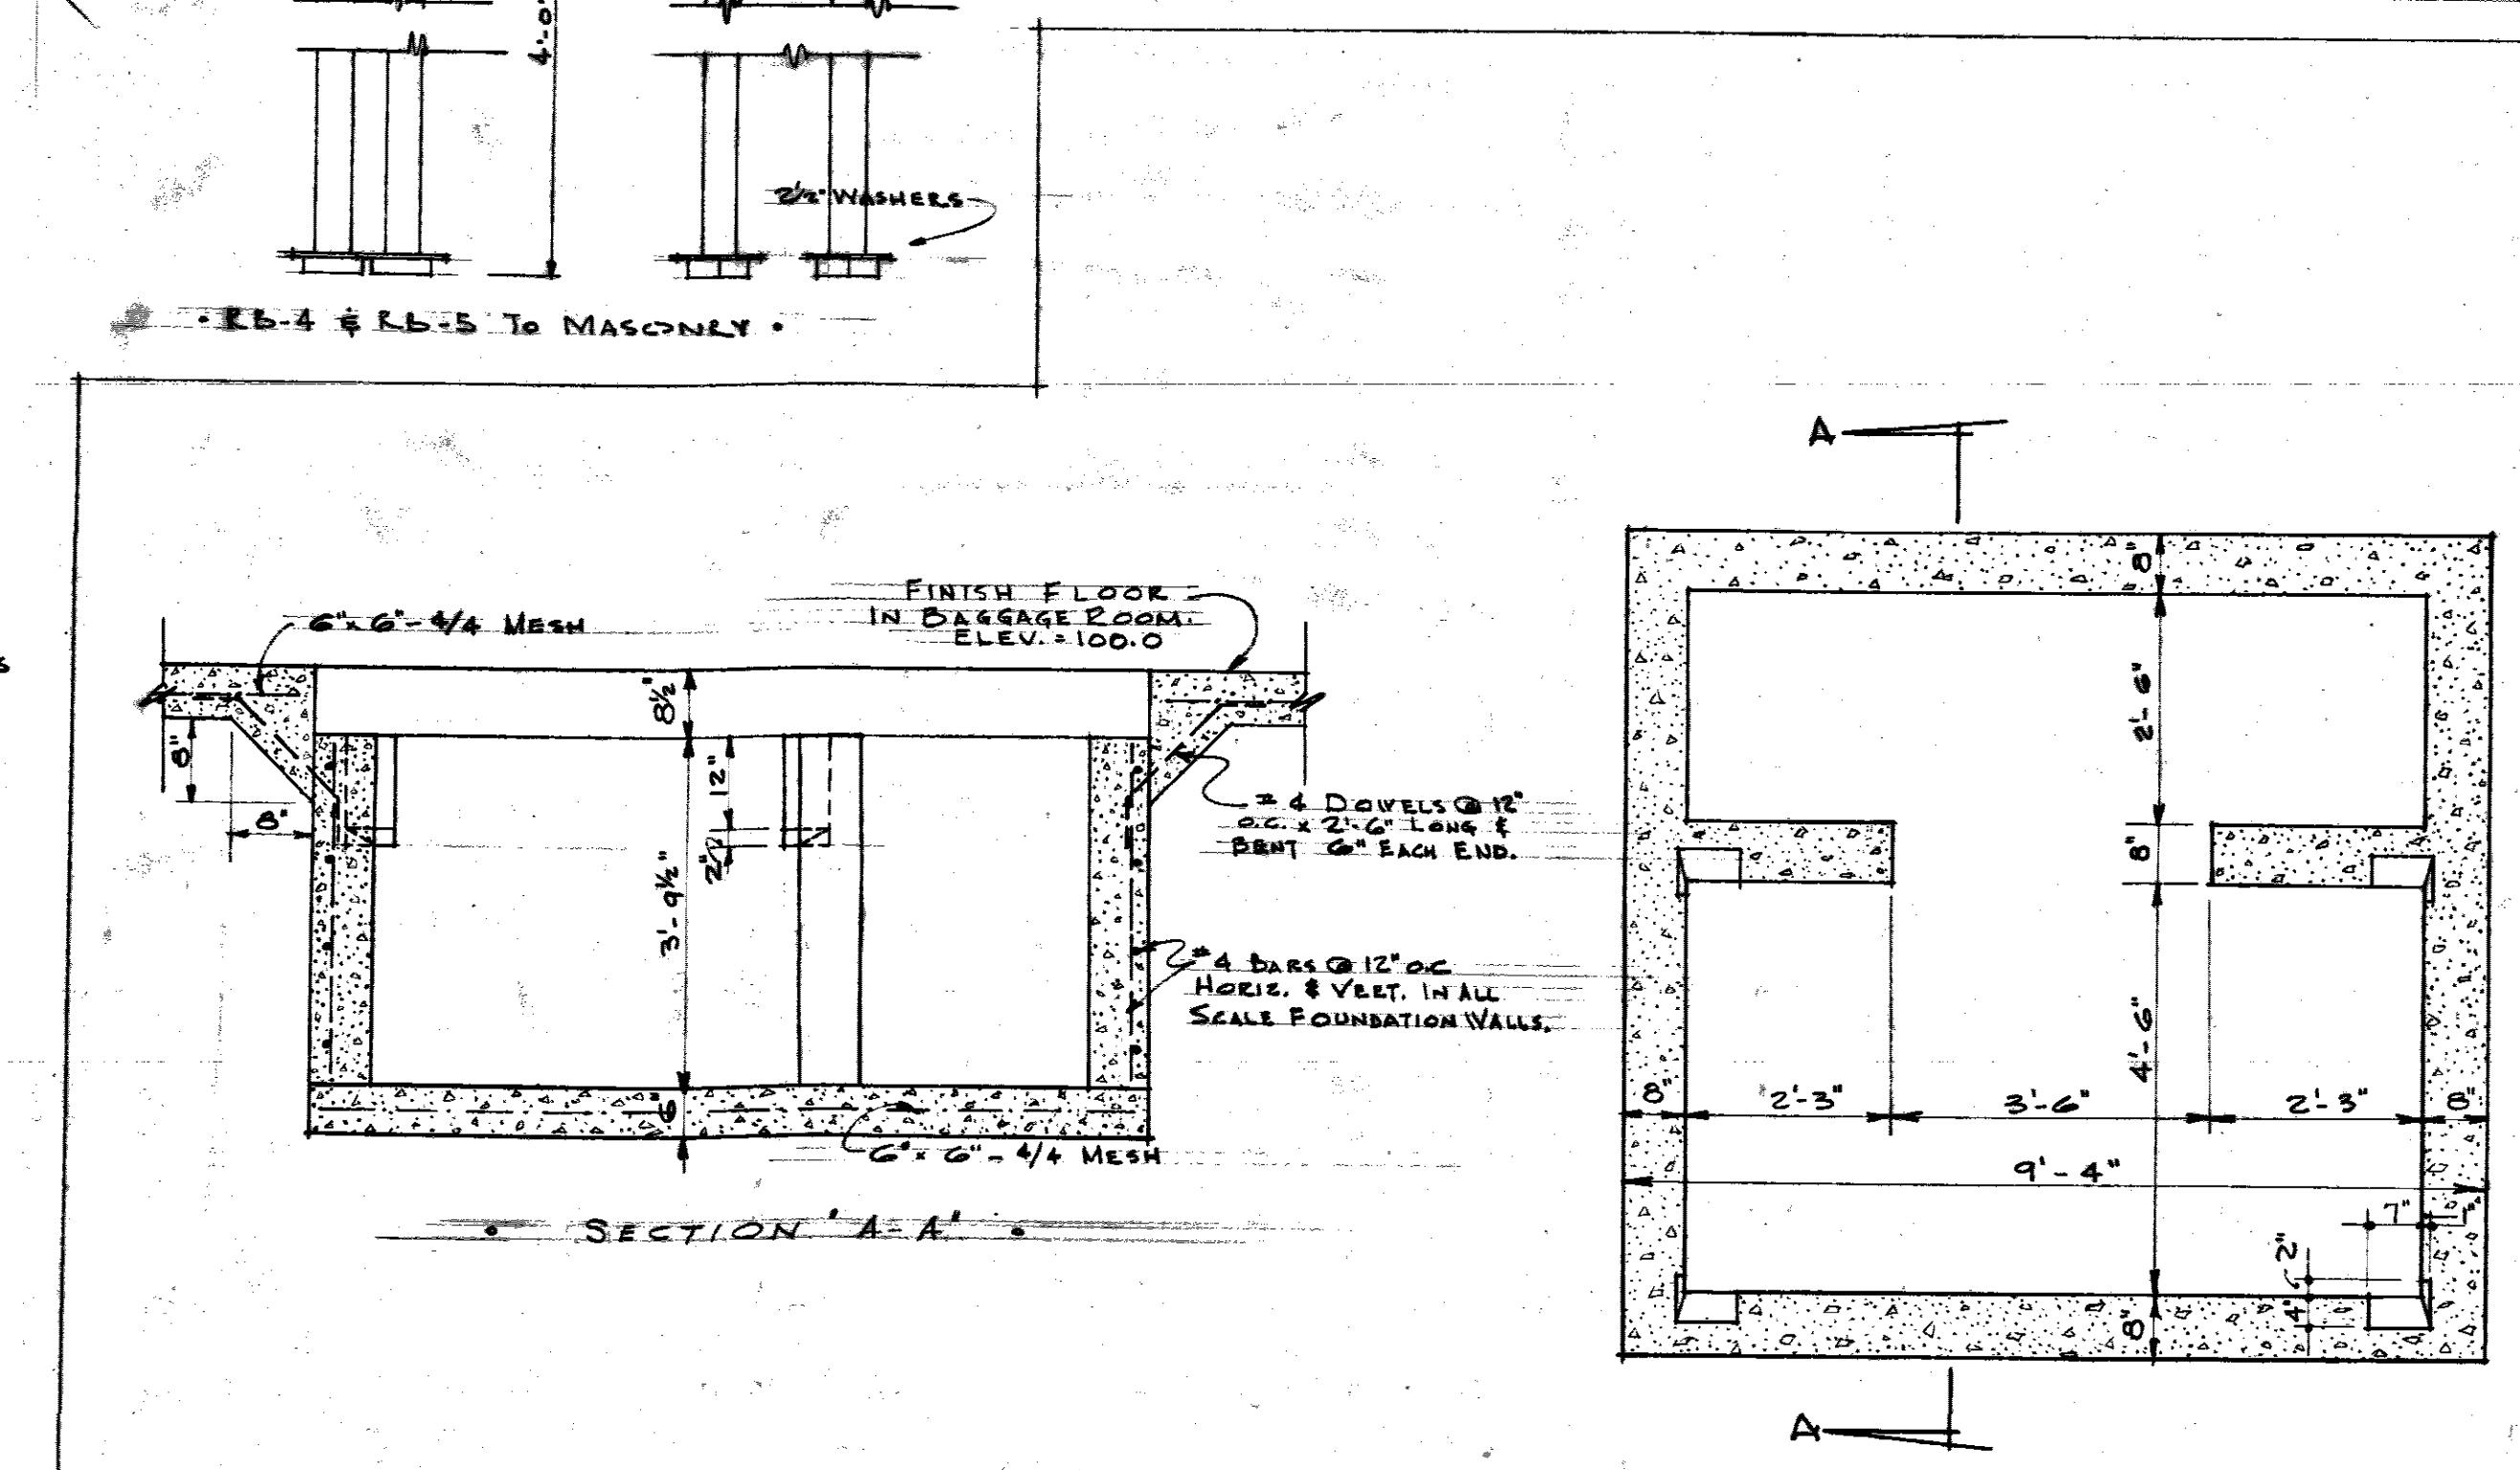 4'-0"
2½" WASHERS
• RB-4 & RB-5 TO MASONRY •
FINISH FLOOR
IN BAGGAGE ROOM.
ELEV. = 100.0
6"x 6"- 4/4 MESH
8½"
8"
8"
12"
2"
3'-9½"
6"
# 4 DOWELS @ 12"
O.C. x 2'-6" LONG &
BENT 6" EACH END.
#4 BARS @ 12" O.C
HORIZ. & VERT. IN ALL
SCALE FOUNDATION WALLS.
6"x 6"- 4/4 MESH
• SECTION "A-A" •
A
8"
2'-6"
8"
4'-6"
8"
2'-3"
3'-6"
2'-3"
8"
9'-4"
7"
1"
2"
4"
8"
A